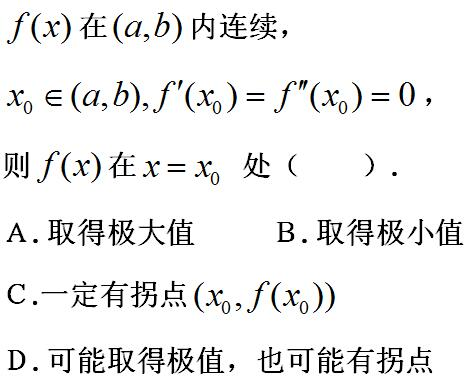 f(x)在(a,b)内连续，
x₀∈(a,b),f′(x₀)=f″(x₀)=0，
则f(x)在x=x₀ 处（  ）.
A.取得极大值  B.取得极小值
C.一定有拐点(x₀,f(x₀))
D.可能取得极值，也可能有拐点